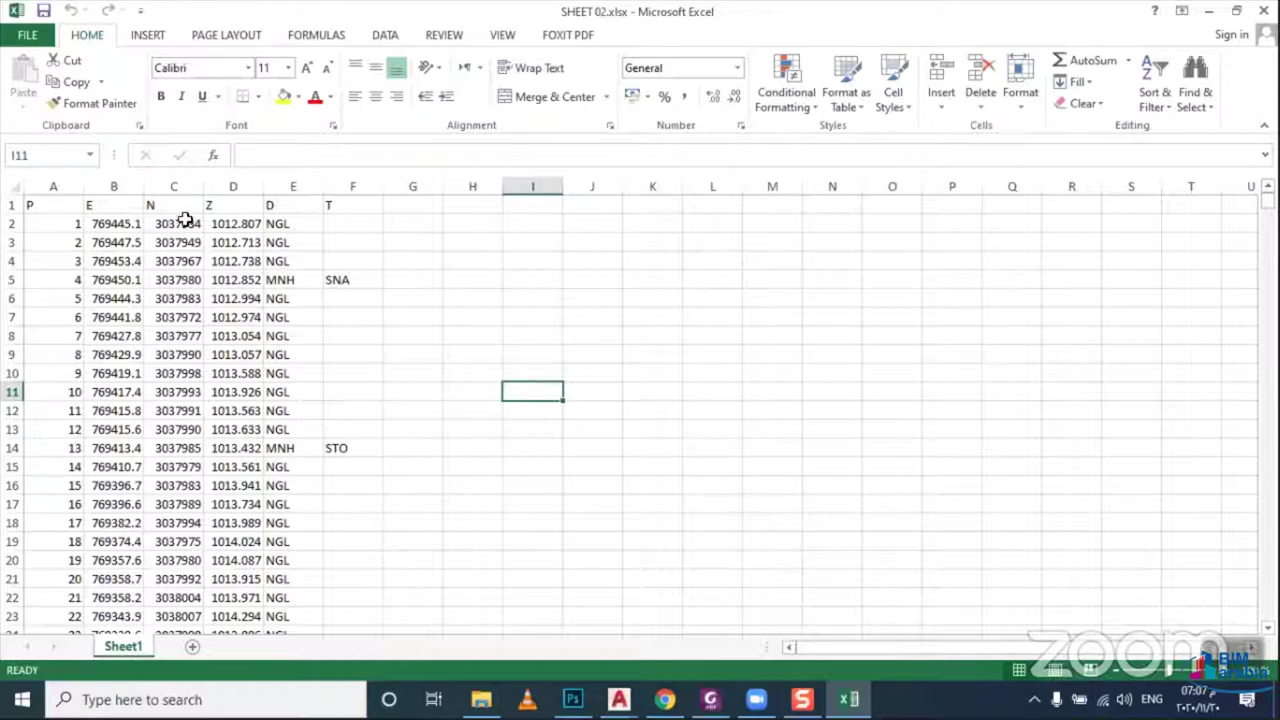 SHEET 02.xlsx - Microsoft Excel
Sign in
FILE HOME INSERT PAGE LAYOUT FORMULAS DATA REVIEW VIEW FOXIT PDF
Paste
Cut
Copy
Format Painter
Clipboard
Calibri 11
B I U
Font
Wrap Text
Merge & Center
Alignment
General
Number
Conditional Formatting
Format as Table
Cell Styles
Styles
Insert Delete Format
Cells
AutoSum
Fill
Clear
Sort & Filter
Find & Select
Editing
I11
fx
A B C D E F G H I J K L M N O P Q R S T U
1 P E N Z D T
2 1 769445.1 1012.807 NGL
3 2 769447.5 3037949 1012.713 NGL
4 3 769453.4 3037967 1012.738 NGL
5 4 769450.1 3037980 1012.852 MNH SNA
6 5 769444.3 3037983 1012.994 NGL
7 6 769441.8 3037972 1012.974 NGL
8 7 769427.8 3037977 1013.054 NGL
9 8 769429.9 3037990 1013.057 NGL
10 9 769419.1 3037998 1013.588 NGL
11 10 769417.4 3037993 1013.926 NGL
12 11 769415.8 3037991 1013.563 NGL
13 12 769415.6 3037990 1013.633 NGL
14 13 769413.4 3037985 1013.432 MNH STO
15 14 769410.7 3037979 1013.561 NGL
16 15 769396.7 3037983 1013.941 NGL
17 16 769396.6 3037989 1013.734 NGL
18 17 769382.2 3037994 1013.989 NGL
19 18 769374.4 3037975 1014.024 NGL
20 19 769357.6 3037980 1014.087 NGL
21 20 769358.7 3037992 1013.915 NGL
22 21 769358.2 3038004 1013.971 NGL
23 22 769343.9 3038007 1014.294 NGL
Sheet1
READY
zoom
BIM
Type here to search
ENG
07:07 م